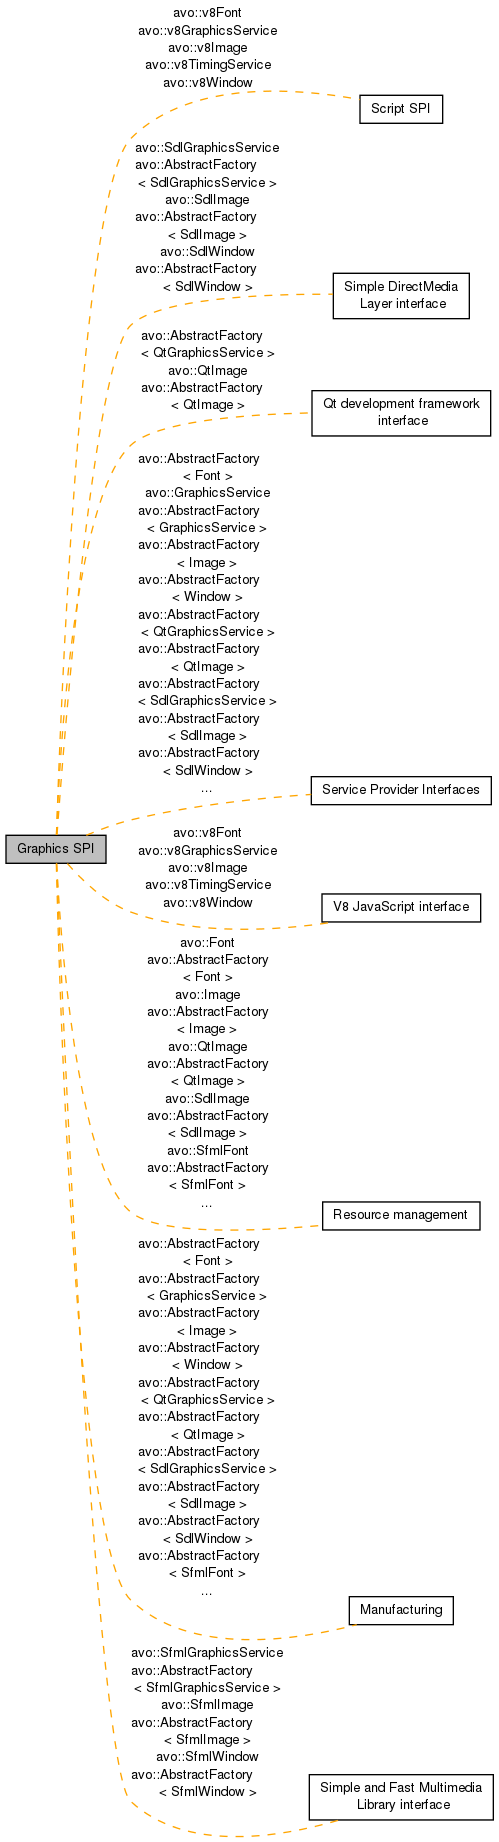 avo::v8Font
avo::v8GraphicsService
avo::v8Image
avo::v8TimingService
avo::v8Window
Script SPI
avo::SdlGraphicsService
avo::AbstractFactory
< SdlGraphicsService >
avo::SdlImage
avo::AbstractFactory
< SdlImage >
avo::SdlWindow
avo::AbstractFactory
< SdlWindow >
Simple DirectMedia
Layer interface
avo::AbstractFactory
< QtGraphicsService >
avo::QtImage
avo::AbstractFactory
< QtImage >
Qt development framework
interface
avo::AbstractFactory
< Font >
avo::GraphicsService
avo::AbstractFactory
< GraphicsService >
avo::AbstractFactory
< Image >
avo::AbstractFactory
< Window >
avo::AbstractFactory
< QtGraphicsService >
avo::AbstractFactory
< QtImage >
avo::AbstractFactory
< SdlGraphicsService >
avo::AbstractFactory
< SdlImage >
avo::AbstractFactory
< SdlWindow >
...
Service Provider Interfaces
Graphics SPI
avo::v8Font
avo::v8GraphicsService
avo::v8Image
avo::v8TimingService
avo::v8Window
V8 JavaScript interface
avo::Font
avo::AbstractFactory
< Font >
avo::Image
avo::AbstractFactory
< Image >
avo::QtImage
avo::AbstractFactory
< QtImage >
avo::SdlImage
avo::AbstractFactory
< SdlImage >
avo::SfmlFont
avo::AbstractFactory
< SfmlFont >
...
Resource management
avo::AbstractFactory
< Font >
avo::AbstractFactory
< GraphicsService >
avo::AbstractFactory
< Image >
avo::AbstractFactory
< Window >
avo::AbstractFactory
< QtGraphicsService >
avo::AbstractFactory
< QtImage >
avo::AbstractFactory
< SdlGraphicsService >
avo::AbstractFactory
< SdlImage >
avo::AbstractFactory
< SdlWindow >
avo::AbstractFactory
< SfmlFont >
...
Manufacturing
avo::SfmlGraphicsService
avo::AbstractFactory
< SfmlGraphicsService >
avo::SfmlImage
avo::AbstractFactory
< SfmlImage >
avo::SfmlWindow
avo::AbstractFactory
< SfmlWindow >
Simple and Fast Multimedia
Library interface